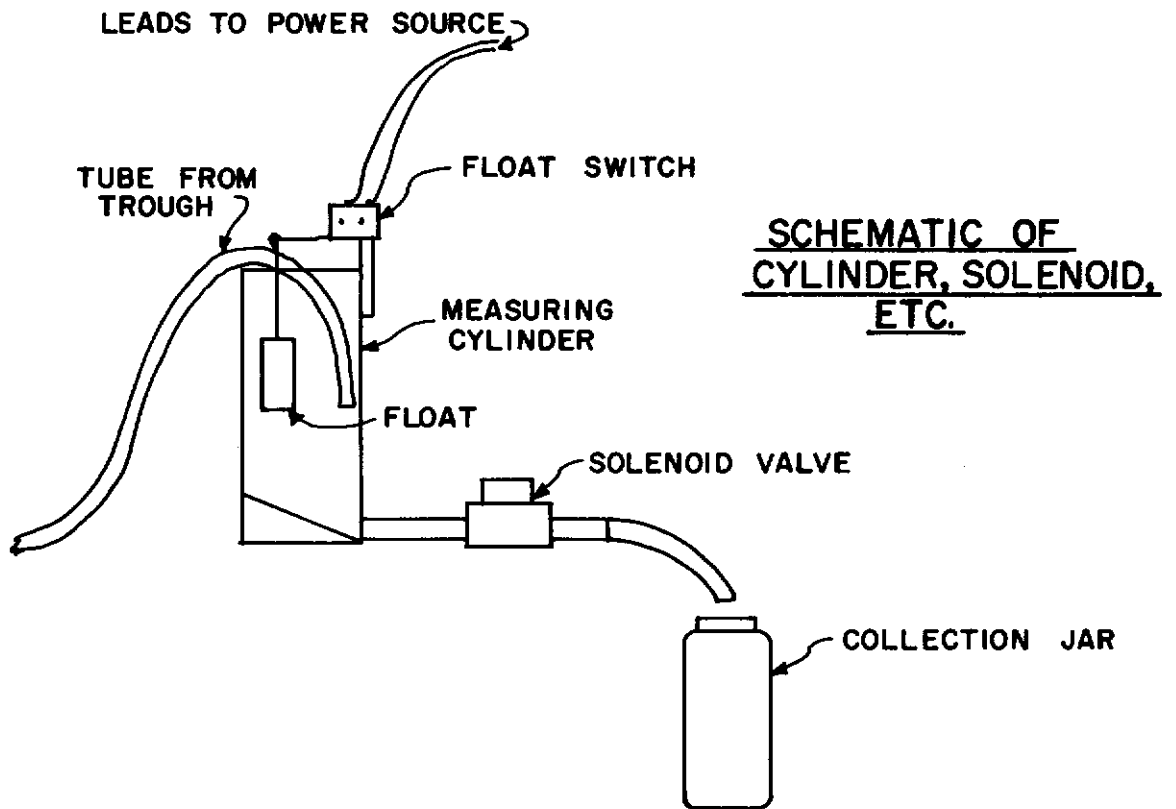 LEADS TO POWER SOURCE
FLOAT SWITCH
TUBE FROM
TROUGH
SCHEMATIC OF
CYLINDER, SOLENOID,
ETC.
MEASURING
CYLINDER
FLOAT
SOLENOID VALVE
COLLECTION JAR